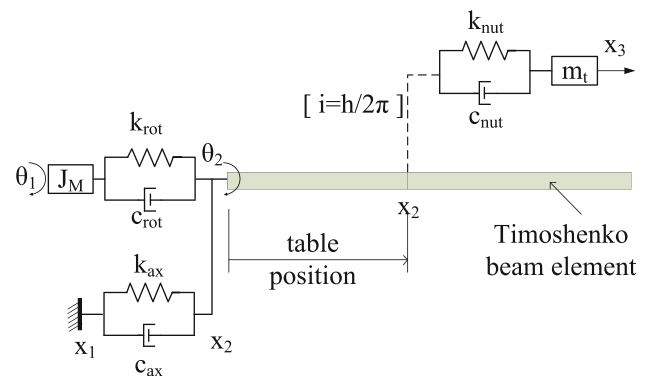 k_nut
x_3
m_t
[ i=h/2π ]
c_nut
k_rot
θ_1
J_M
θ_2
c_rot
x_2
table
position
Timoshenko
beam element
k_ax
x_1
x_2
c_ax